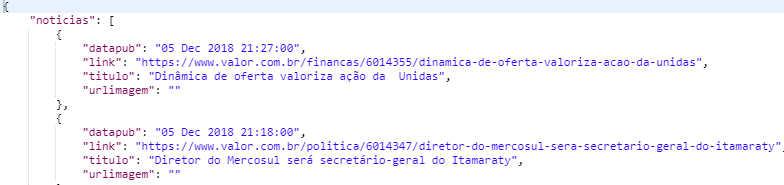 {
"noticias": [
{
"datapub": "05 Dec 2018 21:27:00",
"link": "https://www.valor.com.br/financas/6014355/dinamica-de-oferta-valoriza-acao-da-unidas",
"titulo": "Dinâmica de oferta valoriza ação da  Unidas",
"urlimagem": ""
},
{
"datapub": "05 Dec 2018 21:18:00",
"link": "https://www.valor.com.br/politica/6014347/diretor-do-mercosul-sera-secretario-geral-do-itamaraty"
"titulo": "Diretor do Mercosul será secretário-geral do Itamaraty",
"urlimagem": ""